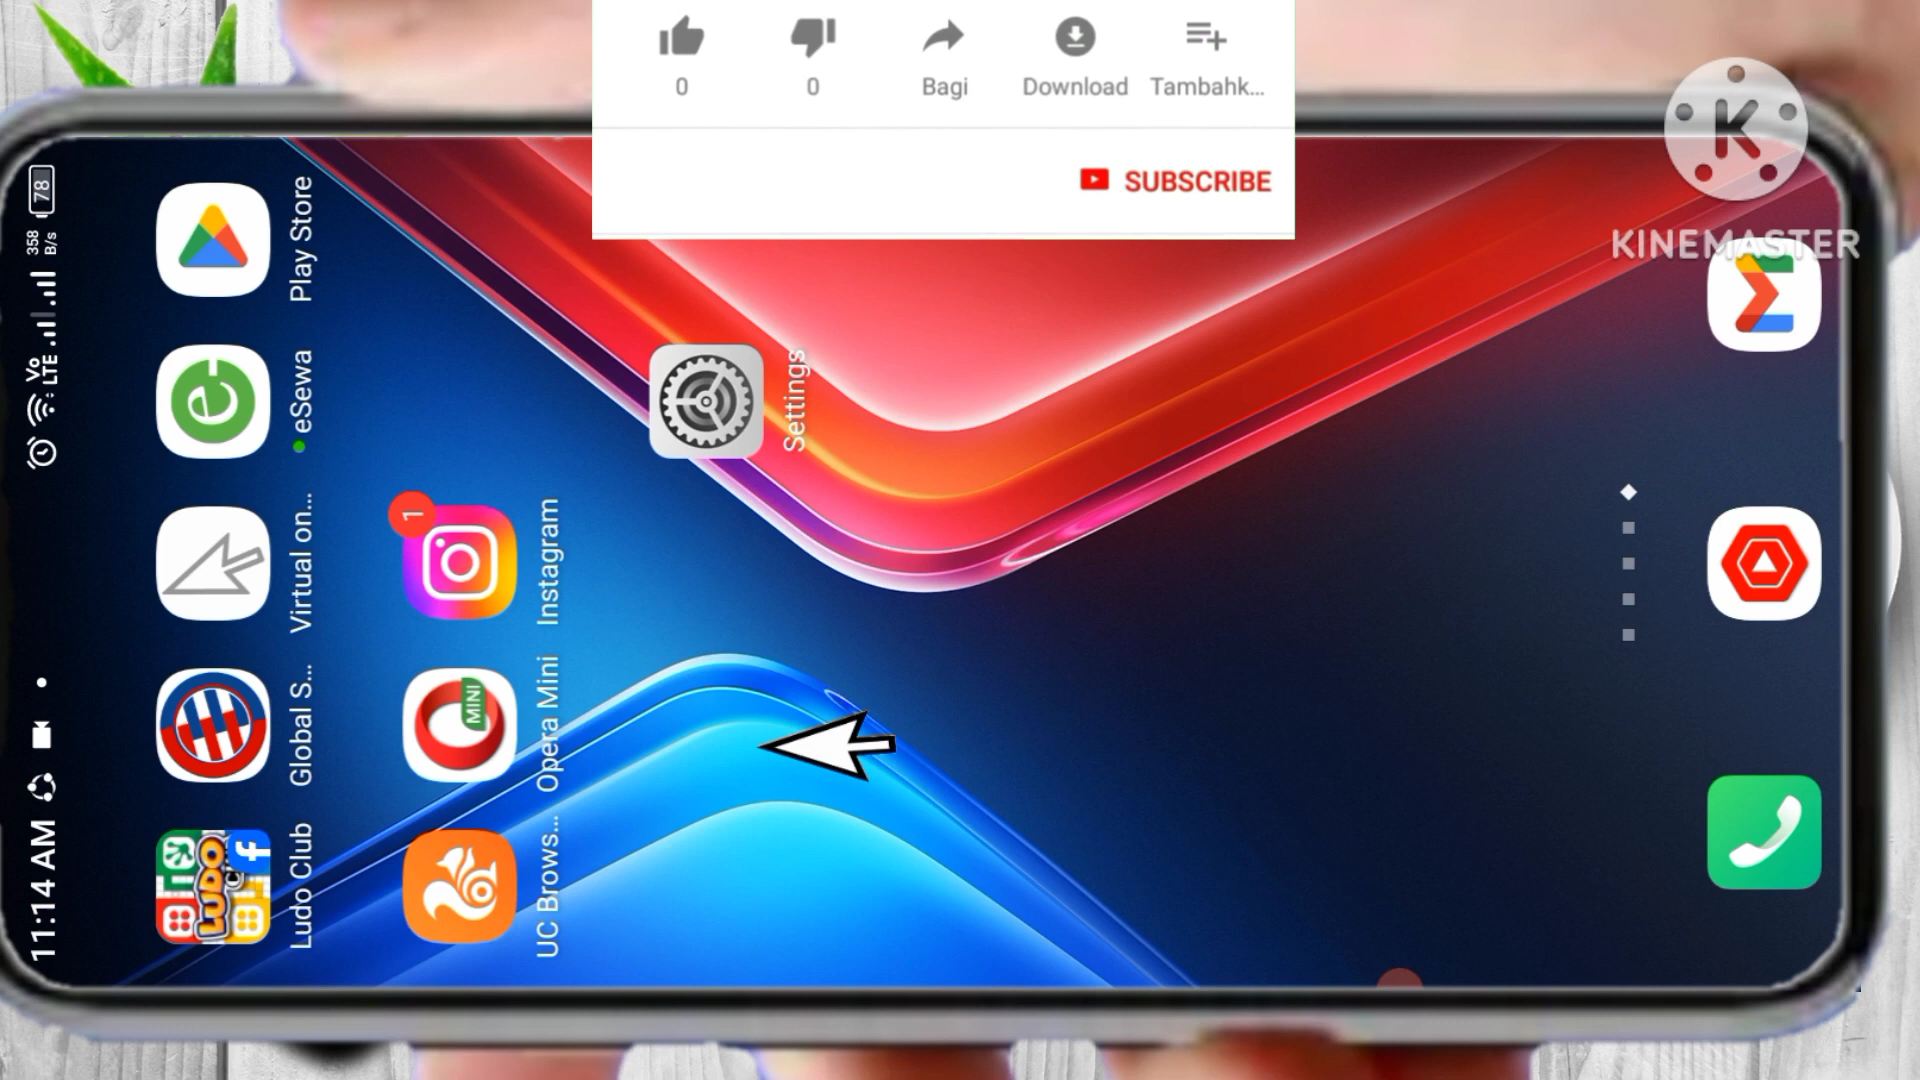 0
0
Bagi
Download
Tambahk...
SUBSCRIBE
KINEMASTER
11:14 AM
Vo
LTE
358
B/s
78
Ludo Club
Global S...
Virtual on...
eSewa
Play Store
LUDO
UC Brows...
Opera Mini
MINI
Instagram
1
Settings